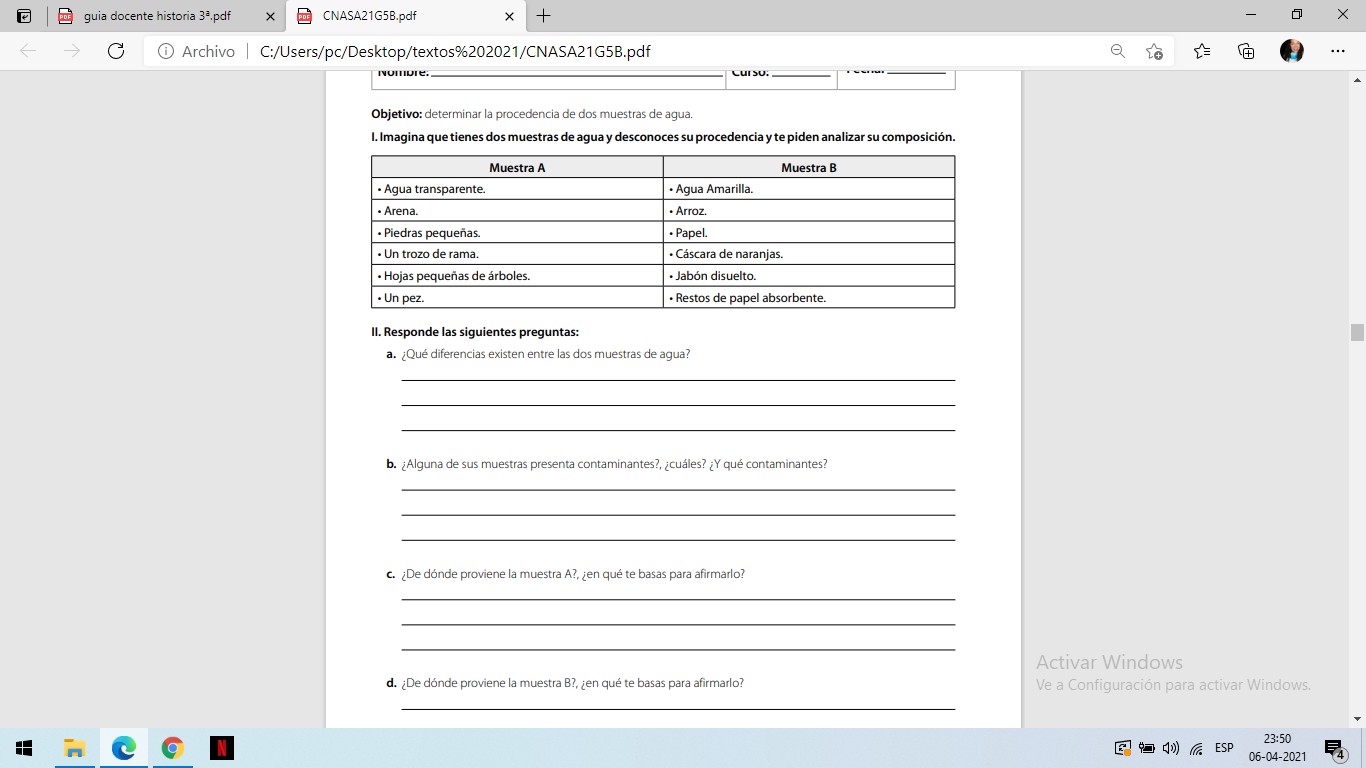 guia docente historia 3ª.pdf
CNASA21G5B.pdf
Archivo
C:/Users/pc/Desktop/textos%202021/CNASA21G5B.pdf
Nombre: Curso: Fecha:
Objetivo: determinar la procedencia de dos muestras de agua.
I. Imagina que tienes dos muestras de agua y desconoces su procedencia y te piden analizar su composición.
Muestra A Muestra B
• Agua transparente. • Agua Amarilla.
• Arena. • Arroz.
• Piedras pequeñas. • Papel.
• Un trozo de rama. • Cáscara de naranjas.
• Hojas pequeñas de árboles. • Jabón disuelto.
• Un pez. • Restos de papel absorbente.
II. Responde las siguientes preguntas:
a. ¿Qué diferencias existen entre las dos muestras de agua?
b. ¿Alguna de sus muestras presenta contaminantes?, ¿cuáles? ¿Y qué contaminantes?
c. ¿De dónde proviene la muestra A?, ¿en qué te basas para afirmarlo?
d. ¿De dónde proviene la muestra B?, ¿en qué te basas para afirmarlo?
Activar Windows
Ve a Configuración para activar Windows.
N
ESP
23:50
06-04-2021
4